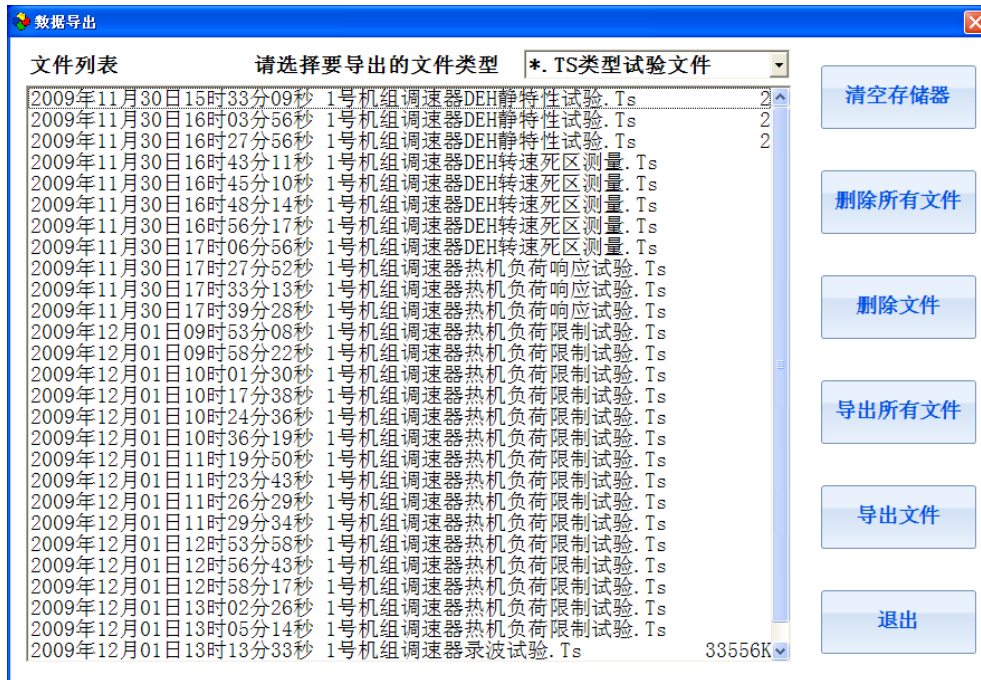 数据导出
文件列表 请选择要导出的文件类型 *.TS类型试验文件
2009年11月30日15时33分09秒 1号机组调速器DEH静特性试验.Ts 2
2009年11月30日16时03分56秒 1号机组调速器DEH静特性试验.Ts 2
2009年11月30日16时27分56秒 1号机组调速器DEH静特性试验.Ts 2
2009年11月30日16时43分11秒 1号机组调速器DEH转速死区测量.Ts
2009年11月30日16时45分10秒 1号机组调速器DEH转速死区测量.Ts
2009年11月30日16时48分14秒 1号机组调速器DEH转速死区测量.Ts
2009年11月30日16时56分17秒 1号机组调速器DEH转速死区测量.Ts
2009年11月30日17时06分56秒 1号机组调速器DEH转速死区测量.Ts
2009年11月30日17时27分52秒 1号机组调速器热机负荷响应试验.Ts
2009年11月30日17时33分13秒 1号机组调速器热机负荷响应试验.Ts
2009年11月30日17时39分28秒 1号机组调速器热机负荷响应试验.Ts
2009年12月01日09时53分08秒 1号机组调速器热机负荷限制试验.Ts
2009年12月01日09时58分22秒 1号机组调速器热机负荷限制试验.Ts
2009年12月01日10时01分30秒 1号机组调速器热机负荷限制试验.Ts
2009年12月01日10时17分38秒 1号机组调速器热机负荷限制试验.Ts
2009年12月01日10时24分36秒 1号机组调速器热机负荷限制试验.Ts
2009年12月01日10时36分19秒 1号机组调速器热机负荷限制试验.Ts
2009年12月01日11时19分50秒 1号机组调速器热机负荷限制试验.Ts
2009年12月01日11时23分43秒 1号机组调速器热机负荷限制试验.Ts
2009年12月01日11时26分29秒 1号机组调速器热机负荷限制试验.Ts
2009年12月01日11时29分34秒 1号机组调速器热机负荷限制试验.Ts
2009年12月01日12时53分58秒 1号机组调速器热机负荷限制试验.Ts
2009年12月01日12时56分43秒 1号机组调速器热机负荷限制试验.Ts
2009年12月01日12时58分17秒 1号机组调速器热机负荷限制试验.Ts
2009年12月01日13时02分26秒 1号机组调速器热机负荷限制试验.Ts
2009年12月01日13时05分14秒 1号机组调速器热机负荷限制试验.Ts
2009年12月01日13时13分33秒 1号机组调速器录波试验.Ts 33556K
清空存储器
删除所有文件
删除文件
导出所有文件
导出文件
退出